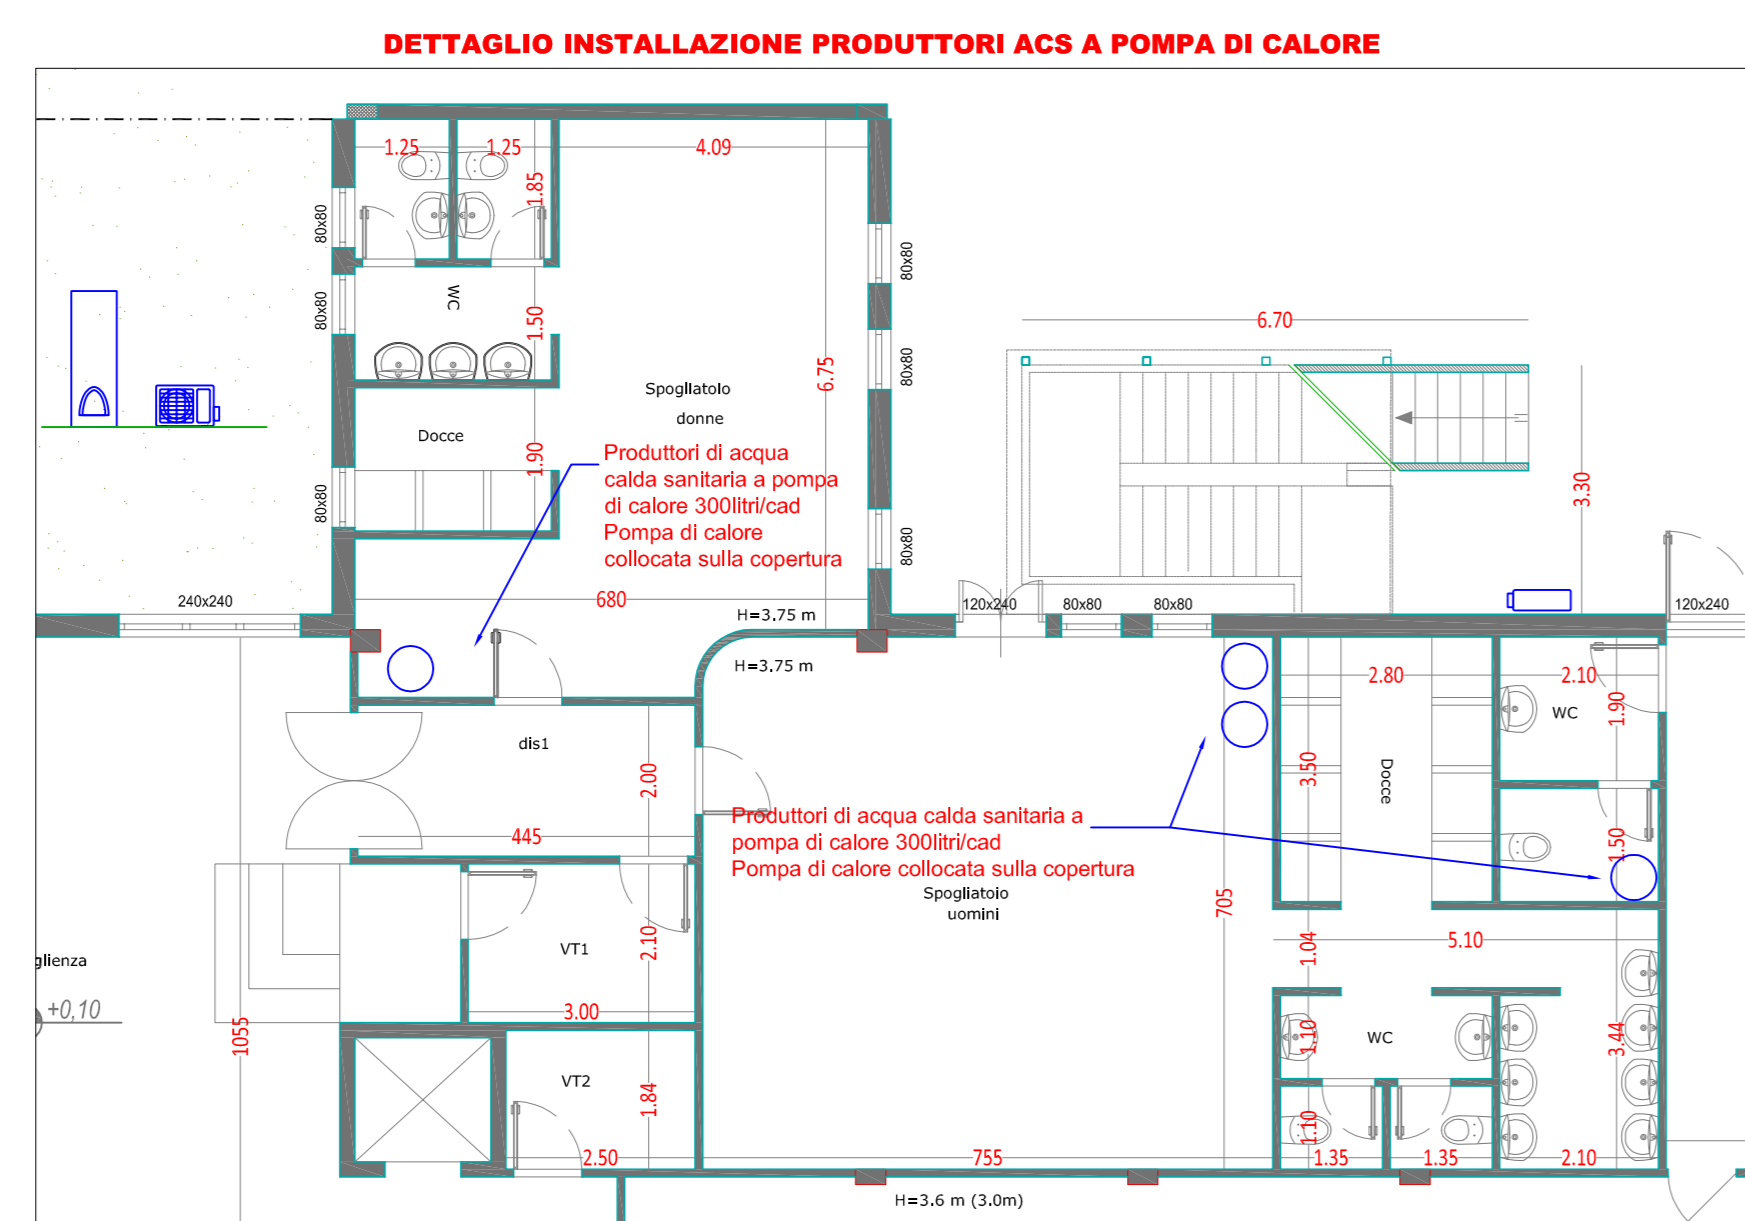 DETTAGLIO INSTALLAZIONE PRODUTTORI ACS A POMPA DI CALORE
1.25
1.25
4.09
1.85
80x80
80x80
WC
80x80
1.50
6.70
6.75
80x80
Spogliatolo
donne
Docce
1.90
Produttori di acqua
calda sanitaria a pompa
di calore 300litri/cad
Pompa di calore
collocata sulla copertura
80x80
3.30
80x80
240x240
680
H=3.75 m
120x240
80x80
80x80
120x240
H=3.75 m
2.80
2.10
1.90
WC
dis1
2.00
3.50
Docce
445
Produttori di acqua calda sanitaria a
pompa di calore 300litri/cad
Pompa di calore collocata sulla copertura
1.50
Spogliatoio
uomini
705
VT1
2.10
1.04
5.10
glienza
+0,10
3.00
1055
1.10
WC
3.44
VT2
1.84
1.10
2.50
755
1.35
1.35
2.10
H=3.6 m (3.0m)